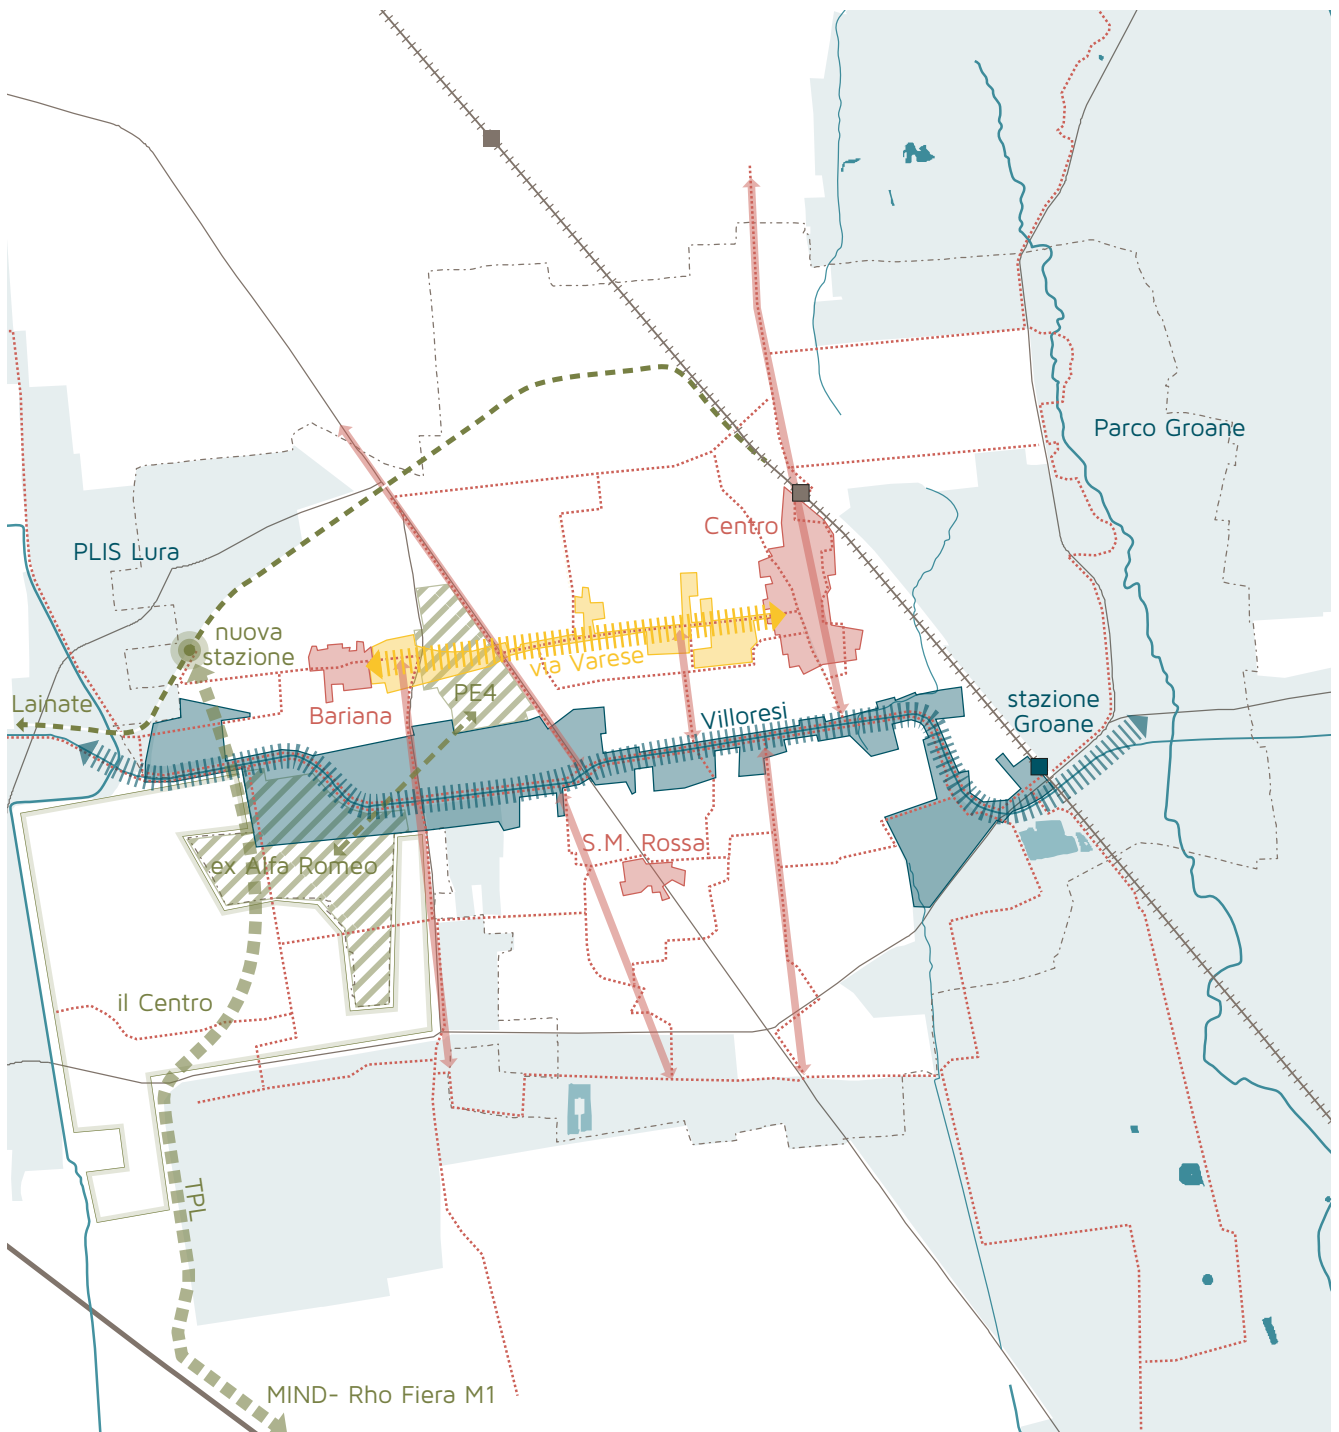 Parco Groane
Centro
PLIS Lura
nuova
stazione
via Varese
PE4
Lainate
Bariana
Villoresi
stazione
Groane
S.M. Rossa
ex Alfa Romeo
il Centro
TPL
MIND- Rho Fiera M1